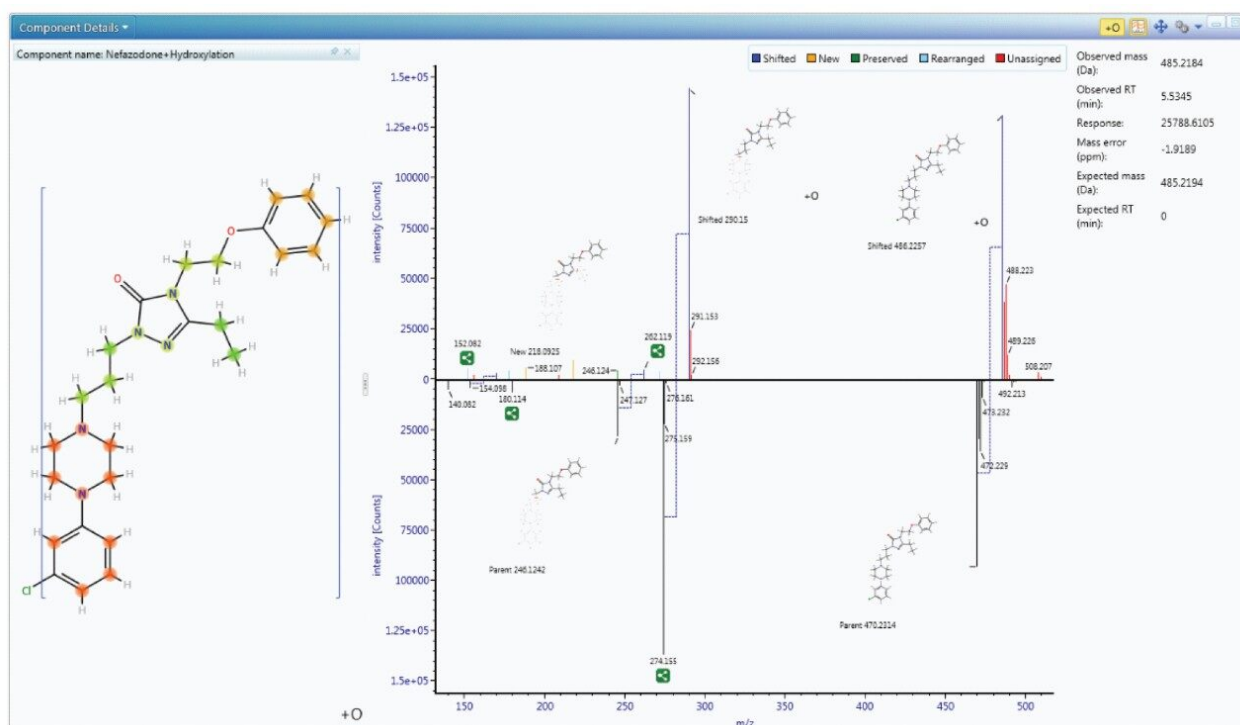 Component Details
+O
Component name: Nefazodone+Hydroxylation
H H H H H H H H H H H H H H H H H H H H H H H H H
O
O
N
N
N
N
N
Cl
+O
Shifted New Preserved Rearranged Unassigned
1.5e+05
1.25e+05
100000
75000
50000
25000
0
25000
50000
75000
100000
1.25e+05
1.5e+05
intensity [Counts]
intensity [Counts]
Shifted 290.15
+O
Shifted 486.2257
+O
New 218.0925
152.082
188.107
246.124
262.119
291.153
292.156
488.223
489.226
508.207
140.082
154.098
180.114
247.127
276.161
275.159
274.155
492.213
473.232
472.229
Parent 246.1242
Parent 470.2314
150 200 250 300 350 400 450 500
m/z
Observed mass (Da): 485.2184
Observed RT (min): 5.5345
Response: 25788.6105
Mass error (ppm): -1.9189
Expected mass (Da): 485.2194
Expected RT (min): 0